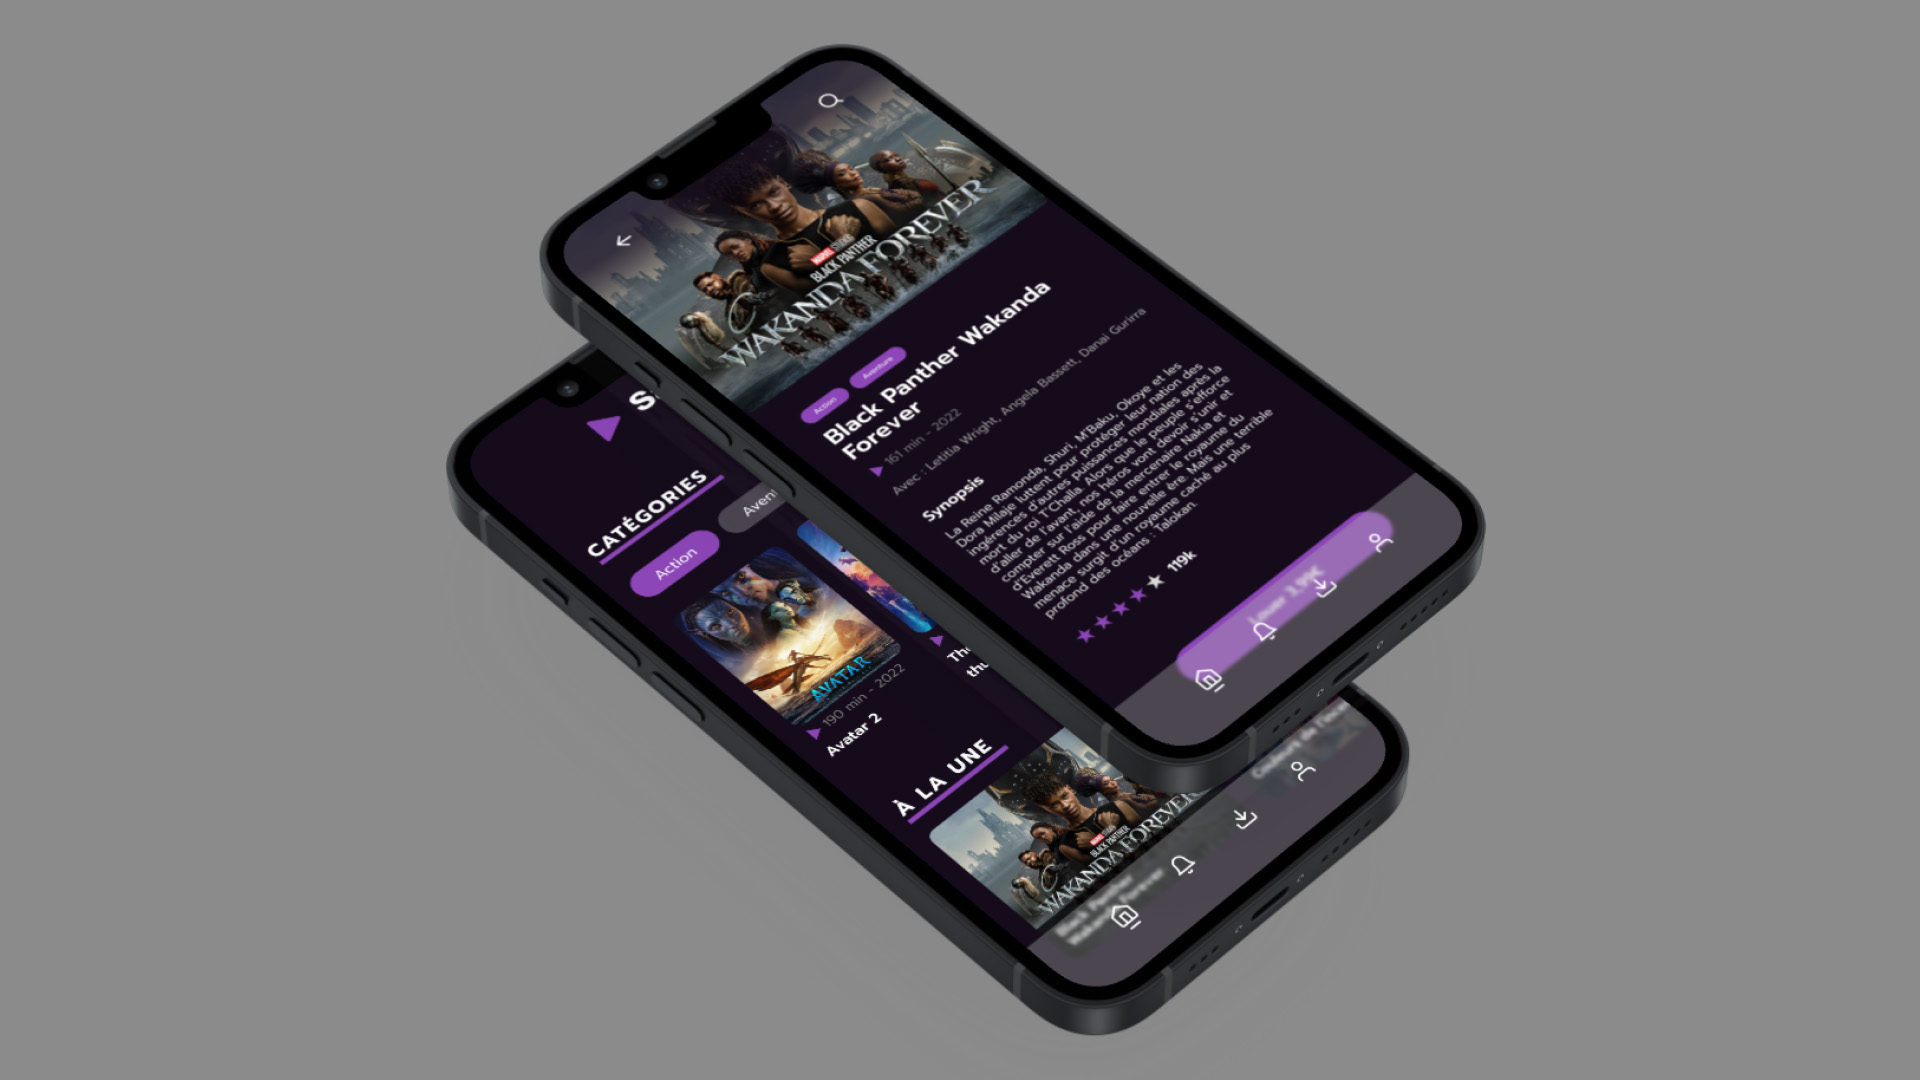 MARVEL STUDIOS
BLACK PANTHER
WAKANDA FOREVER
Action
Aventure
Black Panther Wakanda
Forever
161 min - 2022
Avec : Letitia Wright, Angela Bassett, Danai Gurirra
Synopsis
La Reine Ramonda, Shuri, M'Baku, Okoye et les
Dora Milaje luttent pour protéger leur nation des
ingérences d'autres puissances mondiales après la
mort du roi T'Challa. Alors que le peuple s'efforce
d'aller de l'avant, nos héros vont devoir s'unir et
compter sur l'aide de la mercenaire Nakia et
d'Everett Ross pour faire entrer le royaume du
Wakanda dans une nouvelle ère. Mais une terrible
menace surgit d'un royaume caché au plus
profond des océans : Talokan.
119k
Louer 3,99€
S
CATÉGORIES
Action
Avent
AVATAR
190 min - 2022
Avatar 2
Th
thu
À LA UNE
MARVEL STUDIOS
BLACK PANTHER
WAKANDA FOREVER
Black Panther
Wakanda Forever